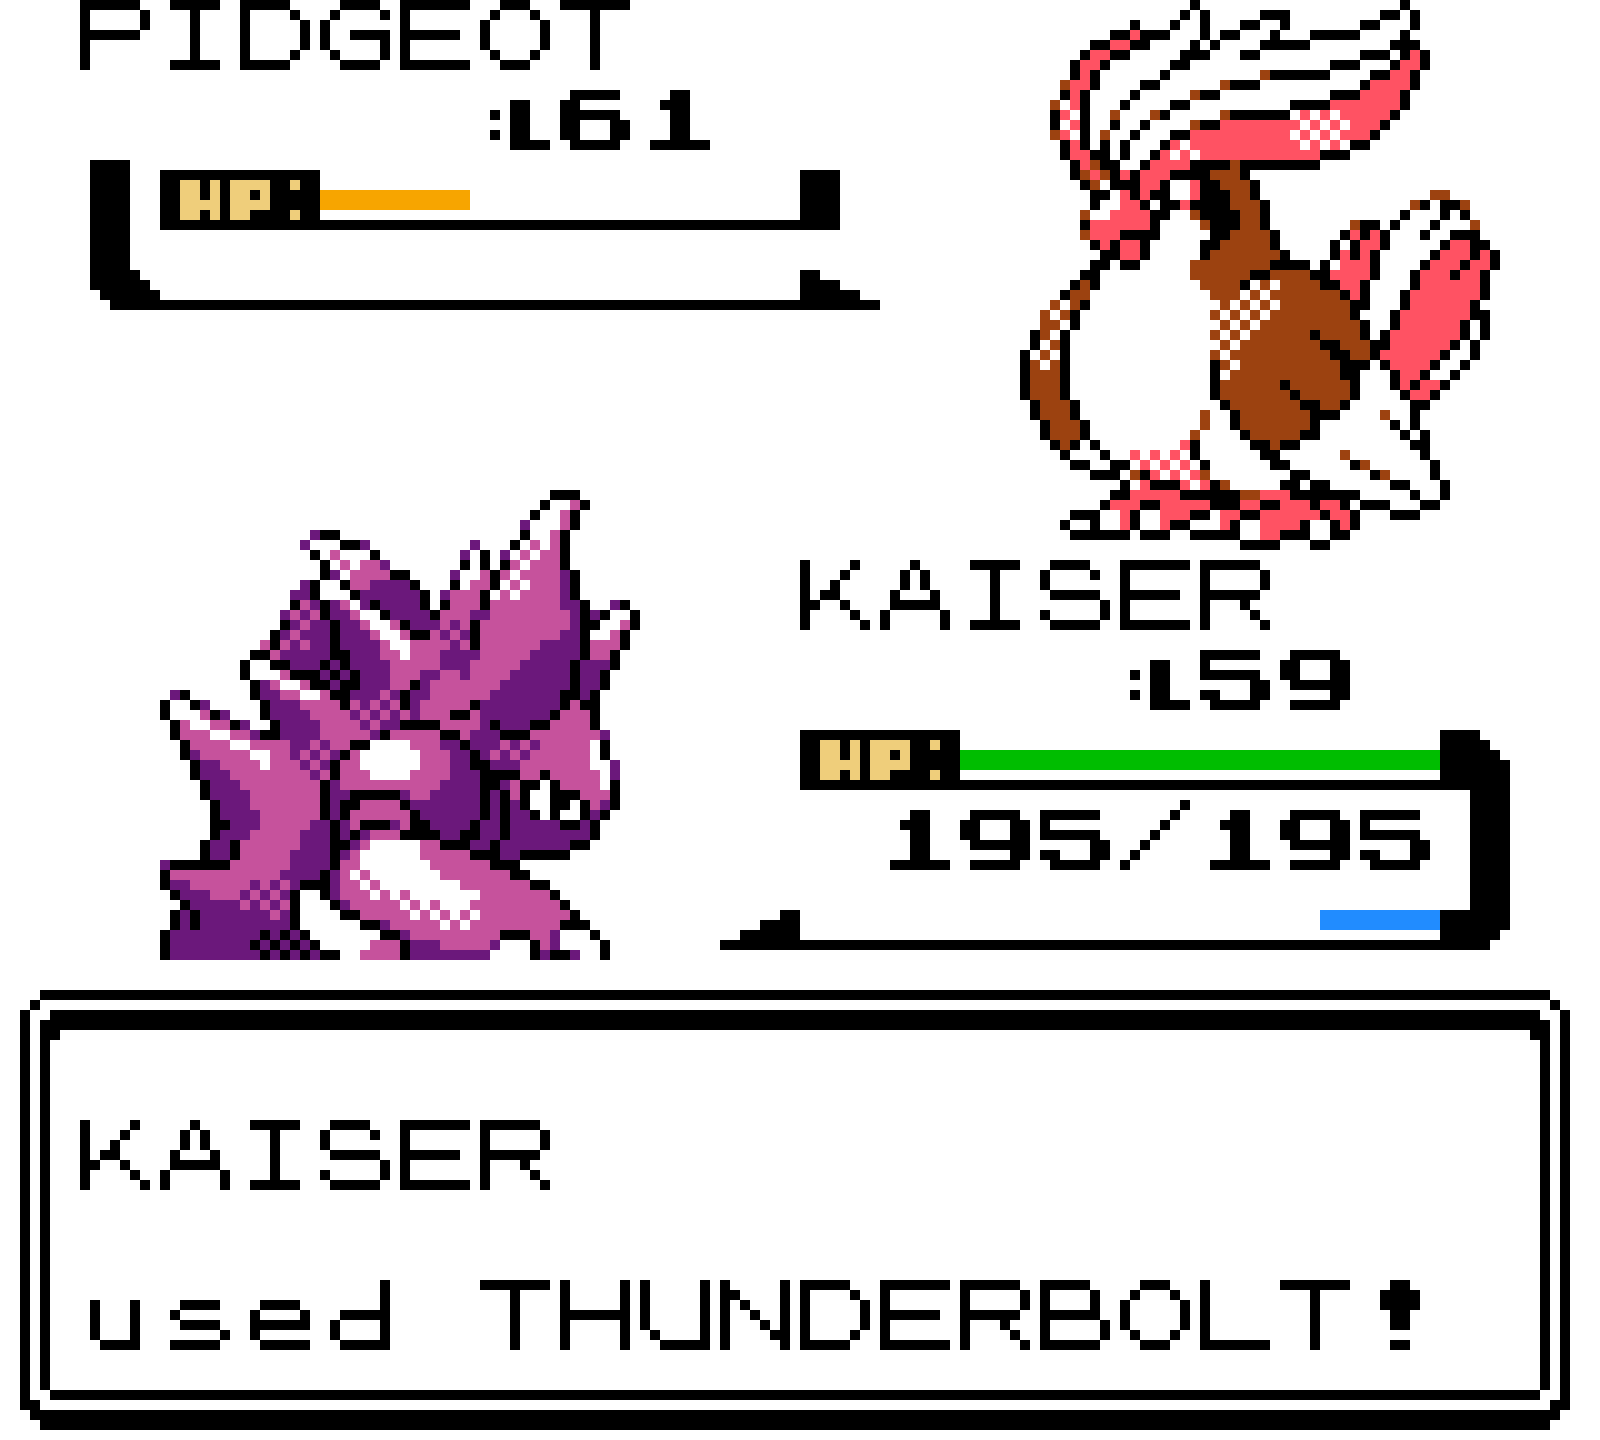 PIDGEOT
:L61
HP:
KAISER
:L59
HP:
195/195
KAISER
used THUNDERBOLT!